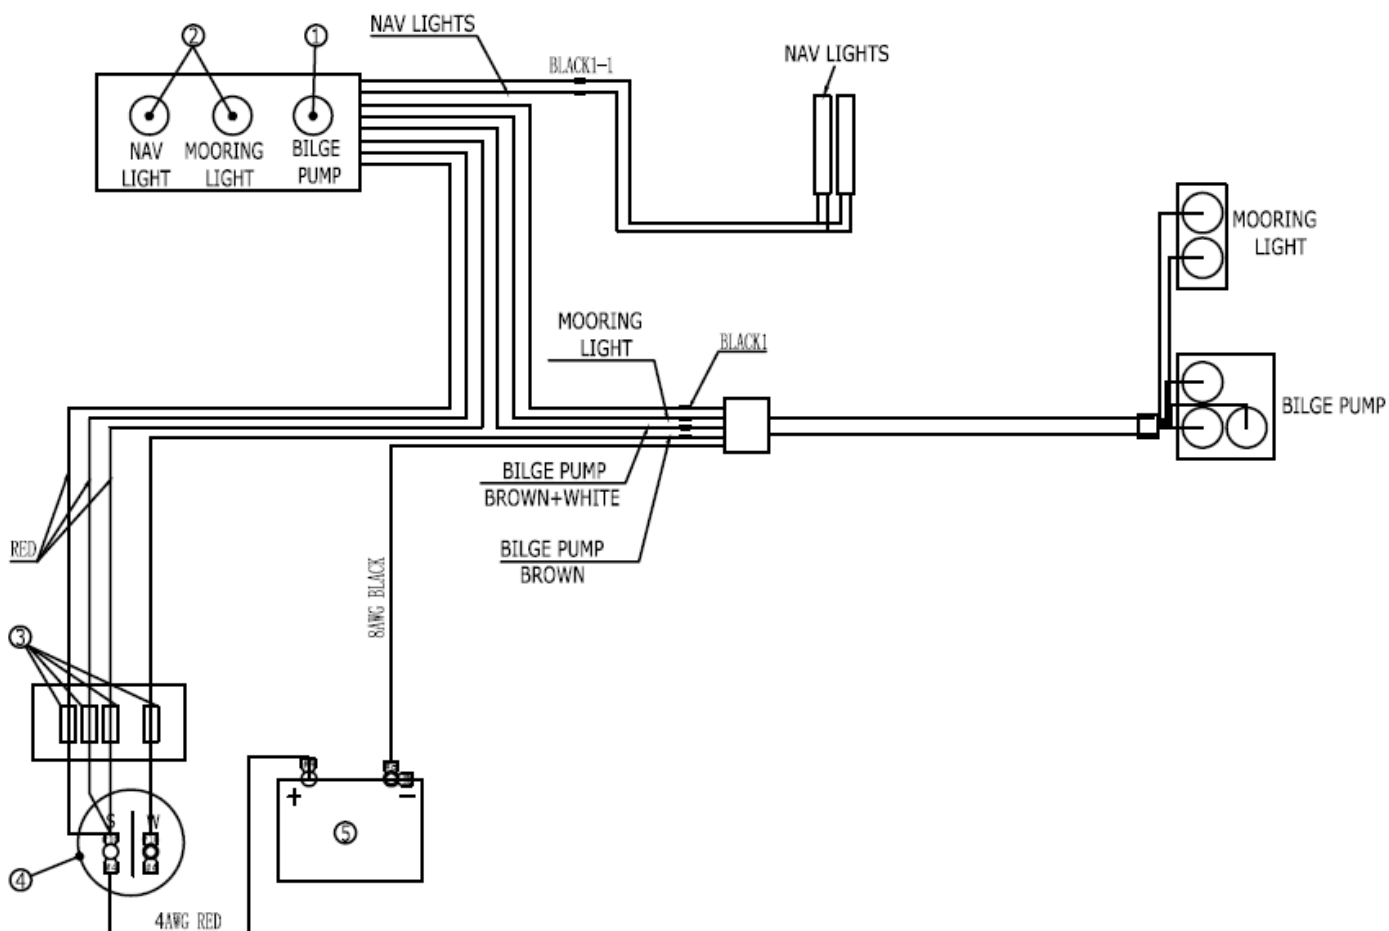 ② ① NAV LIGHTS
BLACK1-1
NAV LIGHTS
NAV
LIGHT
MOORING
LIGHT
BILGE
PUMP
MOORING
LIGHT
MOORING
LIGHT
BLACK1
BILGE PUMP
BILGE PUMP
BROWN+WHITE
BILGE PUMP
BROWN
RED
8AWG BLACK
③
+ −
⑤
S W
④
4AWG RED